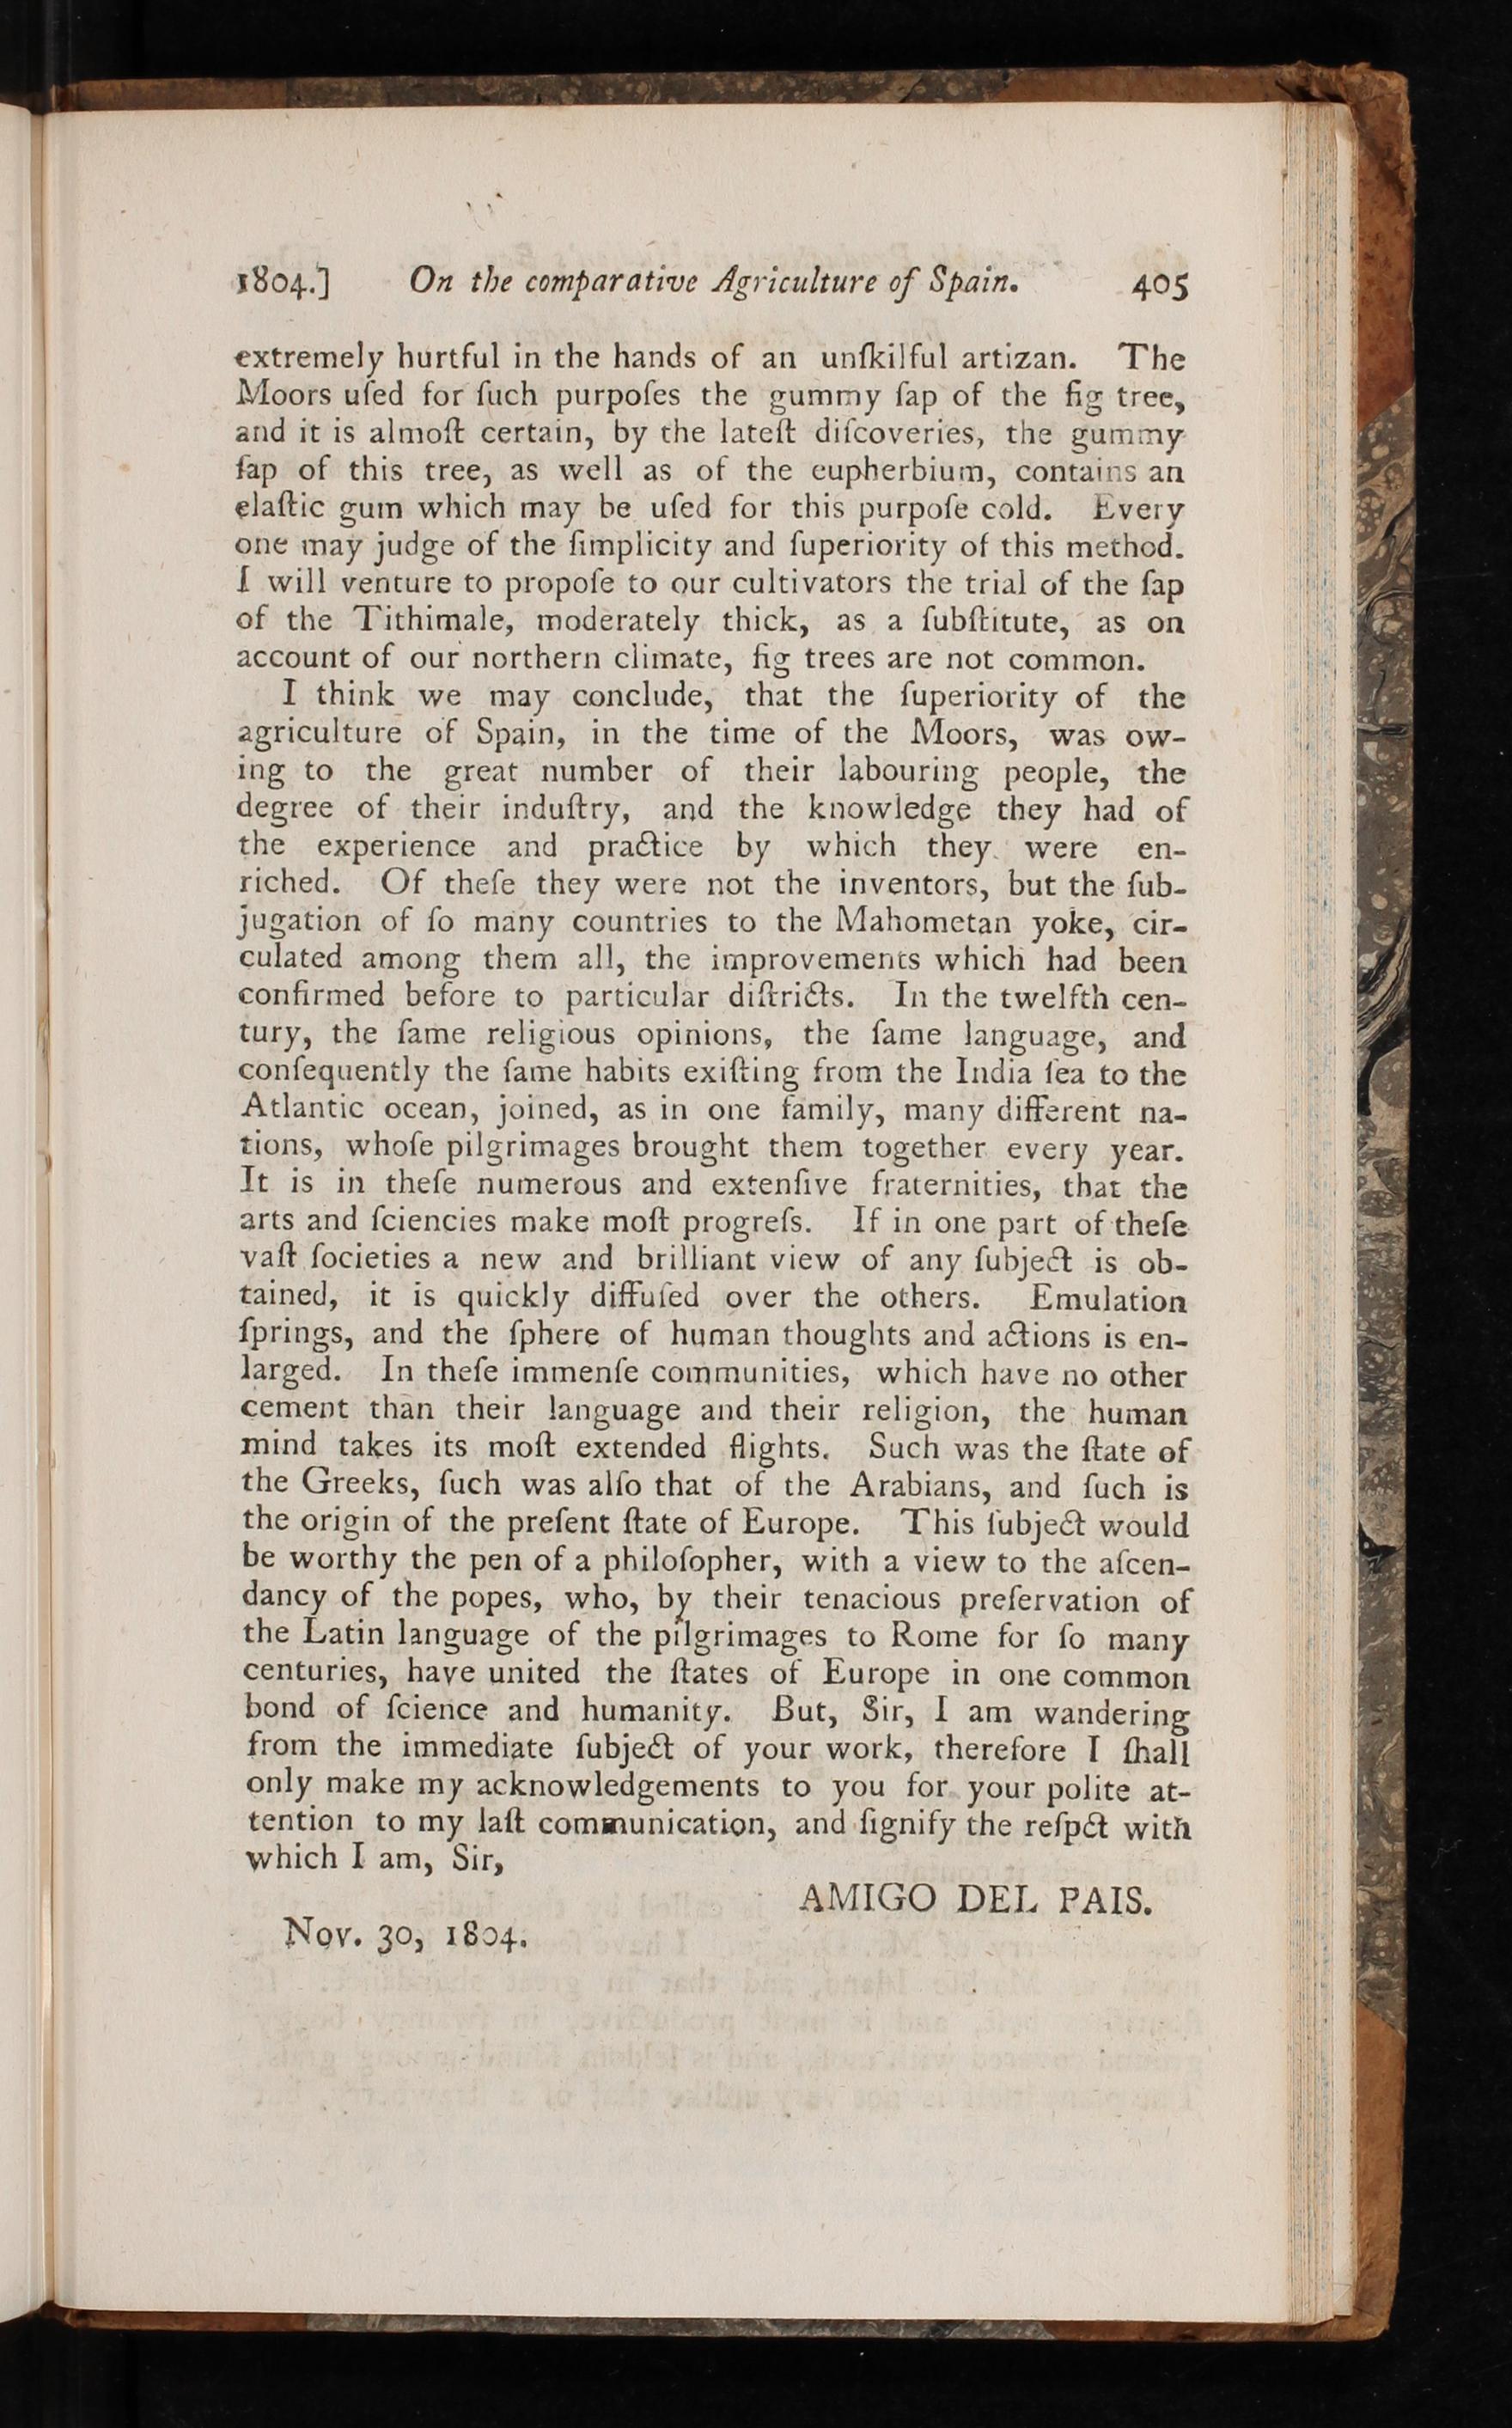 1804.] On the comparative Agriculture of Spain. 405
extremely hurtful in the hands of an unſkilful artizan. The
Moors uſed for ſuch purpoſes the gummy ſap of the fig tree,
and it is almoſt certain, by the lateſt diſcoveries, the gummy
ſap of this tree, as well as of the eupherbium, contains an
elaſtic gum which may be uſed for this purpoſe cold. Every
one may judge of the ſimplicity and ſuperiority of this method.
I will venture to propoſe to our cultivators the trial of the ſap
of the Tithimale, moderately thick, as a ſubſtitute, as on
account of our northern climate, fig trees are not common.
I think we may conclude, that the ſuperiority of the
agriculture of Spain, in the time of the Moors, was ow-
ing to the great number of their labouring people, the
degree of their induſtry, and the knowledge they had of
the experience and practice by which they were en-
riched. Of theſe they were not the inventors, but the ſub-
jugation of ſo many countries to the Mahometan yoke, cir-
culated among them all, the improvements which had been
confirmed before to particular diſtricts. In the twelfth cen-
tury, the ſame religious opinions, the ſame language, and
conſequently the ſame habits exiſting from the India ſea to the
Atlantic ocean, joined, as in one family, many different na-
tions, whoſe pilgrimages brought them together every year.
It is in theſe numerous and extenſive fraternities, that the
arts and ſciencies make moſt progreſs. If in one part of theſe
vaſt ſocieties a new and brilliant view of any ſubject is ob-
tained, it is quickly diffuſed over the others. Emulation
ſprings, and the ſphere of human thoughts and actions is en-
larged. In theſe immenſe communities, which have no other
cement than their language and their religion, the human
mind takes its moſt extended flights. Such was the ſtate of
the Greeks, ſuch was alſo that of the Arabians, and ſuch is
the origin of the preſent ſtate of Europe. This ſubject would
be worthy the pen of a philoſopher, with a view to the aſcen-
dancy of the popes, who, by their tenacious preſervation of
the Latin language of the pilgrimages to Rome for ſo many
centuries, have united the ſtates of Europe in one common
bond of ſcience and humanity. But, Sir, I am wandering
from the immediate ſubject of your work, therefore I ſhall
only make my acknowledgements to you for your polite at-
tention to my laſt communication, and ſignify the reſpct with
which I am, Sir,
AMIGO DEL PAIS.
Nov. 30, 1804.